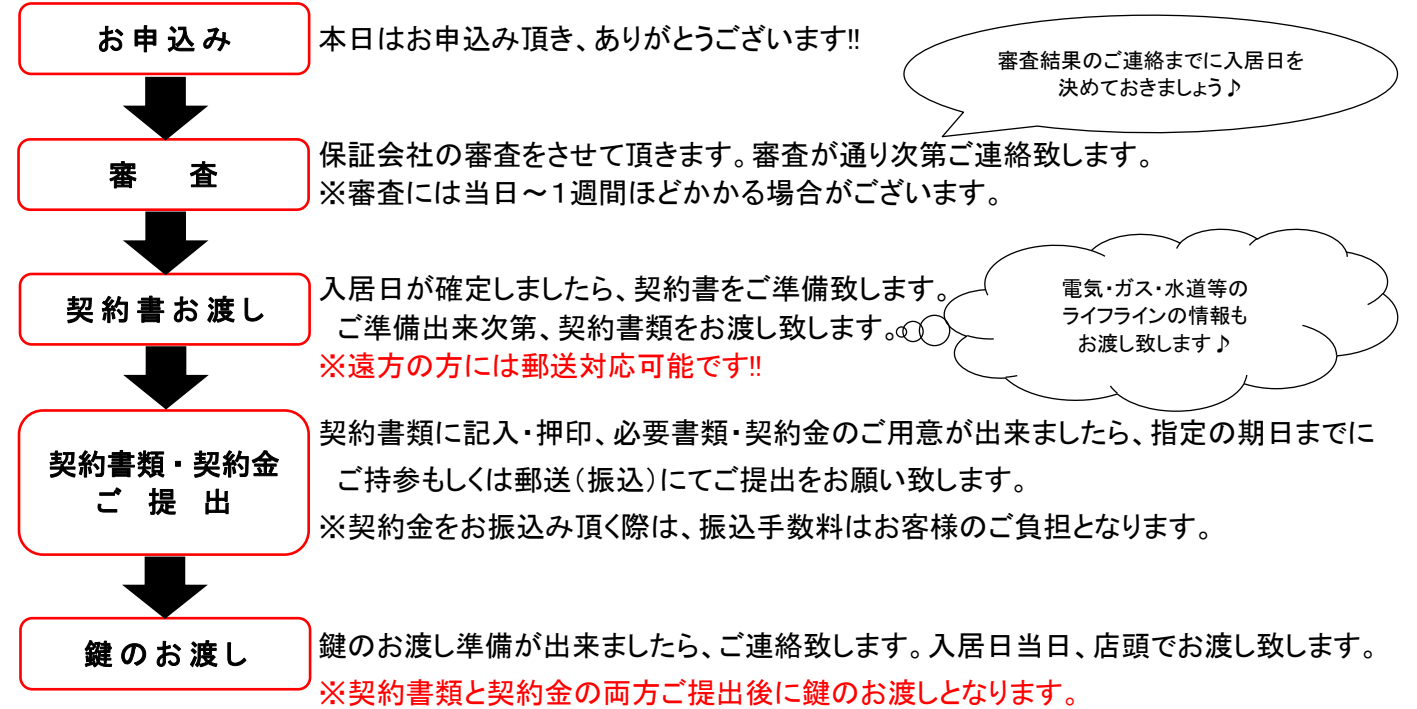 お申込み
本日はお申込み頂き、ありがとうございます‼
審査結果のご連絡までに入居日を
決めておきましょう♪
審　査
保証会社の審査をさせて頂きます。審査が通り次第ご連絡致します。
※審査には当日～１週間ほどかかる場合がございます。
契約書お渡し
入居日が確定しましたら、契約書をご準備致します。
ご準備出来次第、契約書類をお渡し致します。
※遠方の方には郵送対応可能です‼
電気・ガス・水道等の
ライフラインの情報も
お渡し致します♪
契約書類・契約金
ご　提　出
契約書類に記入・押印、必要書類・契約金のご用意が出来ましたら、指定の期日までに
ご持参もしくは郵送（振込）にてご提出をお願い致します。
※契約金をお振込み頂く際は、振込手数料はお客様のご負担となります。
鍵のお渡し
鍵のお渡し準備が出来ましたら、ご連絡致します。入居日当日、店頭でお渡し致します。
※契約書類と契約金の両方ご提出後に鍵のお渡しとなります。